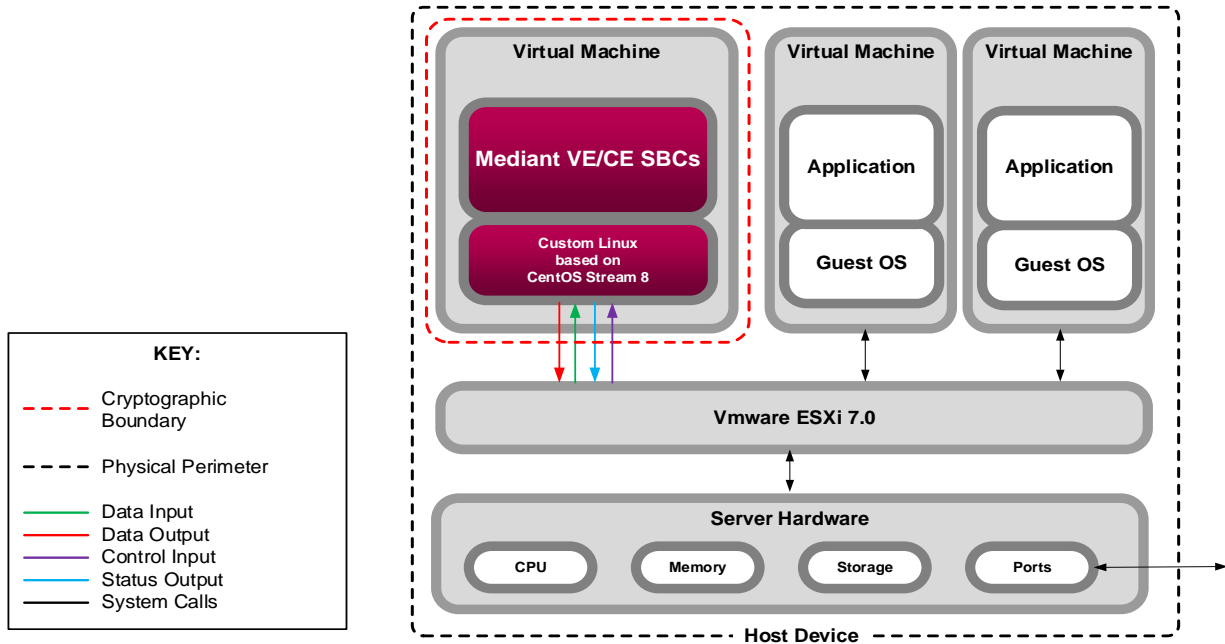 Virtual Machine
Mediant VE/CE SBCs
Custom Linux
based on
CentOS Stream 8
Virtual Machine
Application
Guest OS
Virtual Machine
Application
Guest OS
KEY:
Cryptographic
Boundary
Physical Perimeter
Data Input
Data Output
Control Input
Status Output
System Calls
Vmware ESXi 7.0
Server Hardware
CPU
Memory
Storage
Ports
Host Device